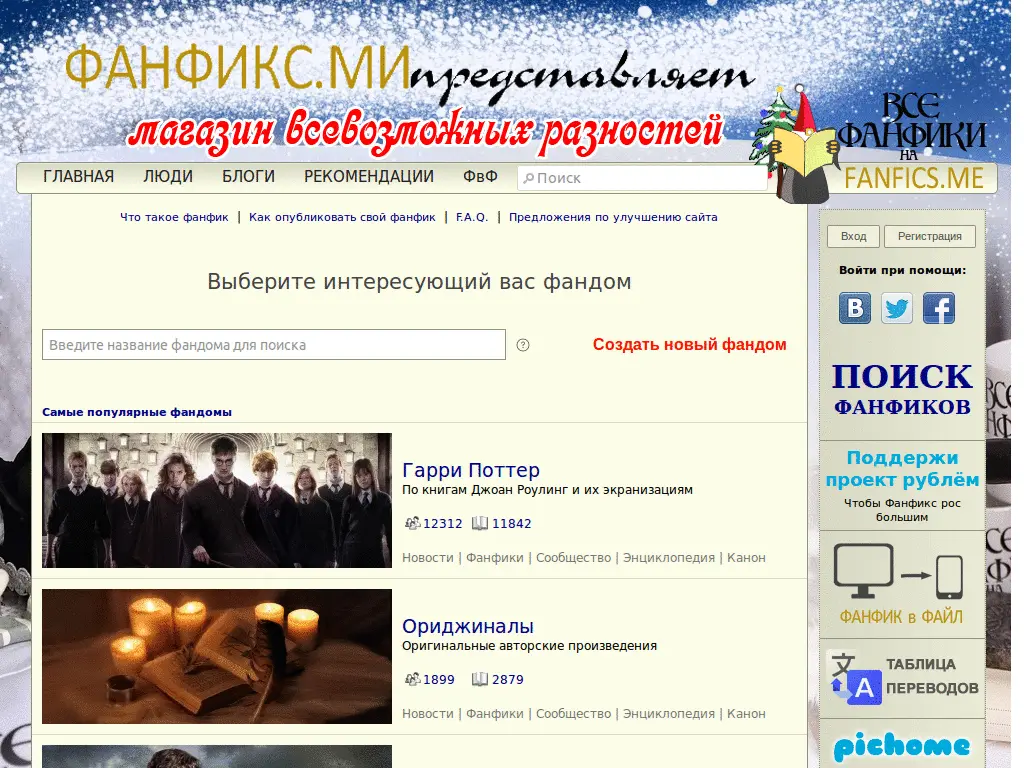 ФАНФИКС.МИ представляет
магазин всевозможных разностей
ВСЕ
ФАНФИКИ
НА
FANFICS.ME
ГЛАВНАЯ ЛЮДИ БЛОГИ РЕКОМЕНДАЦИИ ФвФ Поиск
Что такое фанфик | Как опубликовать свой фанфик | F.A.Q. | Предложения по улучшению сайта
Выберите интересующий вас фандом
Введите название фандома для поиска ? Создать новый фандом
Самые популярные фандомы
Гарри Поттер
По книгам Джоан Роулинг и их экранизациям
12312 11842
Новости | Фанфики | Сообщество | Энциклопедия | Канон
Ориджиналы
Оригинальные авторские произведения
1899 2879
Новости | Фанфики | Сообщество | Энциклопедия | Канон
Вход Регистрация
Войти при помощи:
ПОИСК
ФАНФИКОВ
Поддержи
проект рублём
Чтобы Фанфикс рос
большим
ФАНФИК в ФАЙЛ
ТАБЛИЦА
ПЕРЕВОДОВ
pichome